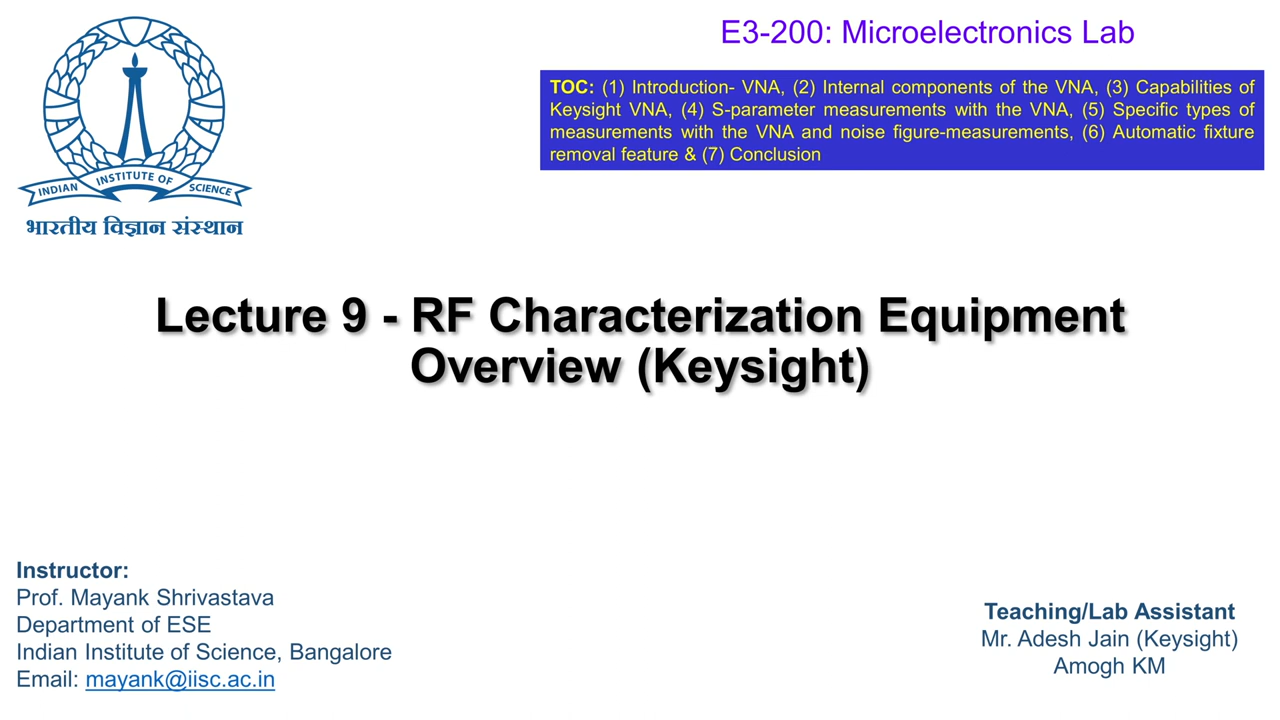 INDIAN INSTITUTE OF SCIENCE
भारतीय विज्ञान संस्थान
E3-200: Microelectronics Lab
TOC: (1) Introduction- VNA, (2) Internal components of the VNA, (3) Capabilities of
Keysight VNA, (4) S-parameter measurements with the VNA, (5) Specific types of
measurements with the VNA and noise figure-measurements, (6) Automatic fixture
removal feature & (7) Conclusion
Lecture 9 - RF Characterization Equipment
Overview (Keysight)
Instructor:
Prof. Mayank Shrivastava
Department of ESE
Indian Institute of Science, Bangalore
Email: mayank@iisc.ac.in
Teaching/Lab Assistant
Mr. Adesh Jain (Keysight)
Amogh KM